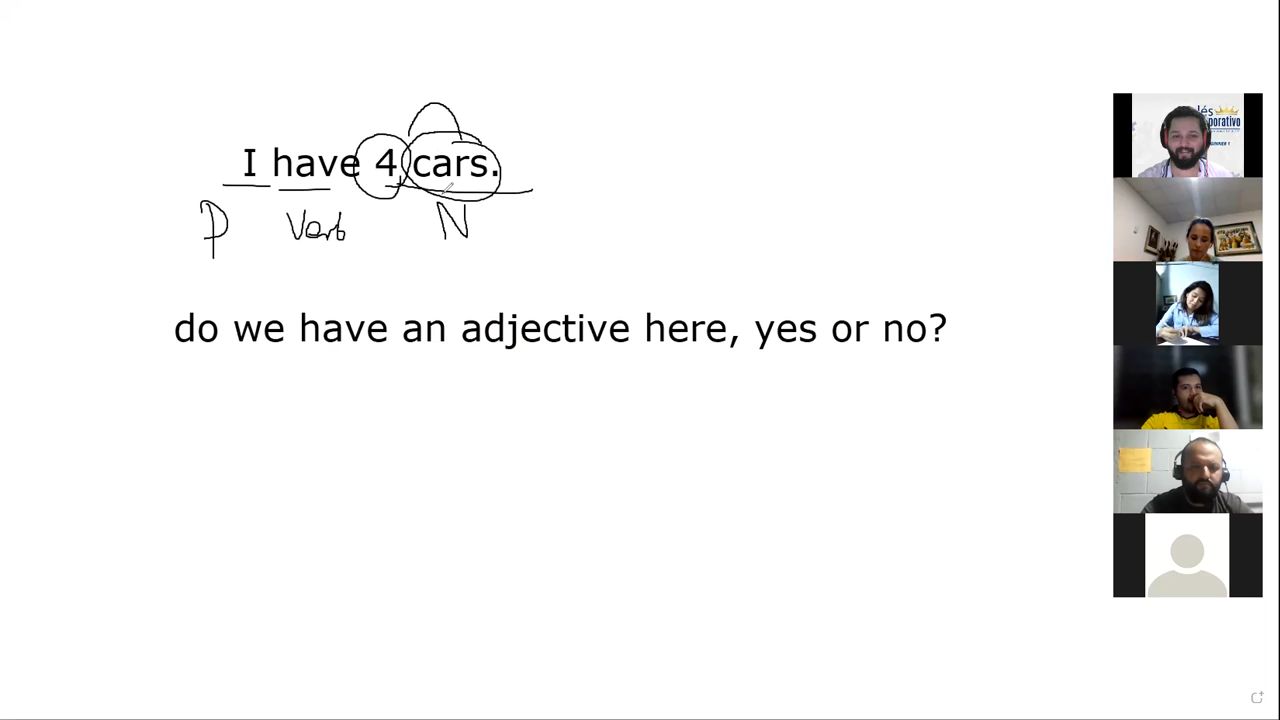 I have 4 cars.
P Verb N
do we have an adjective here, yes or no?